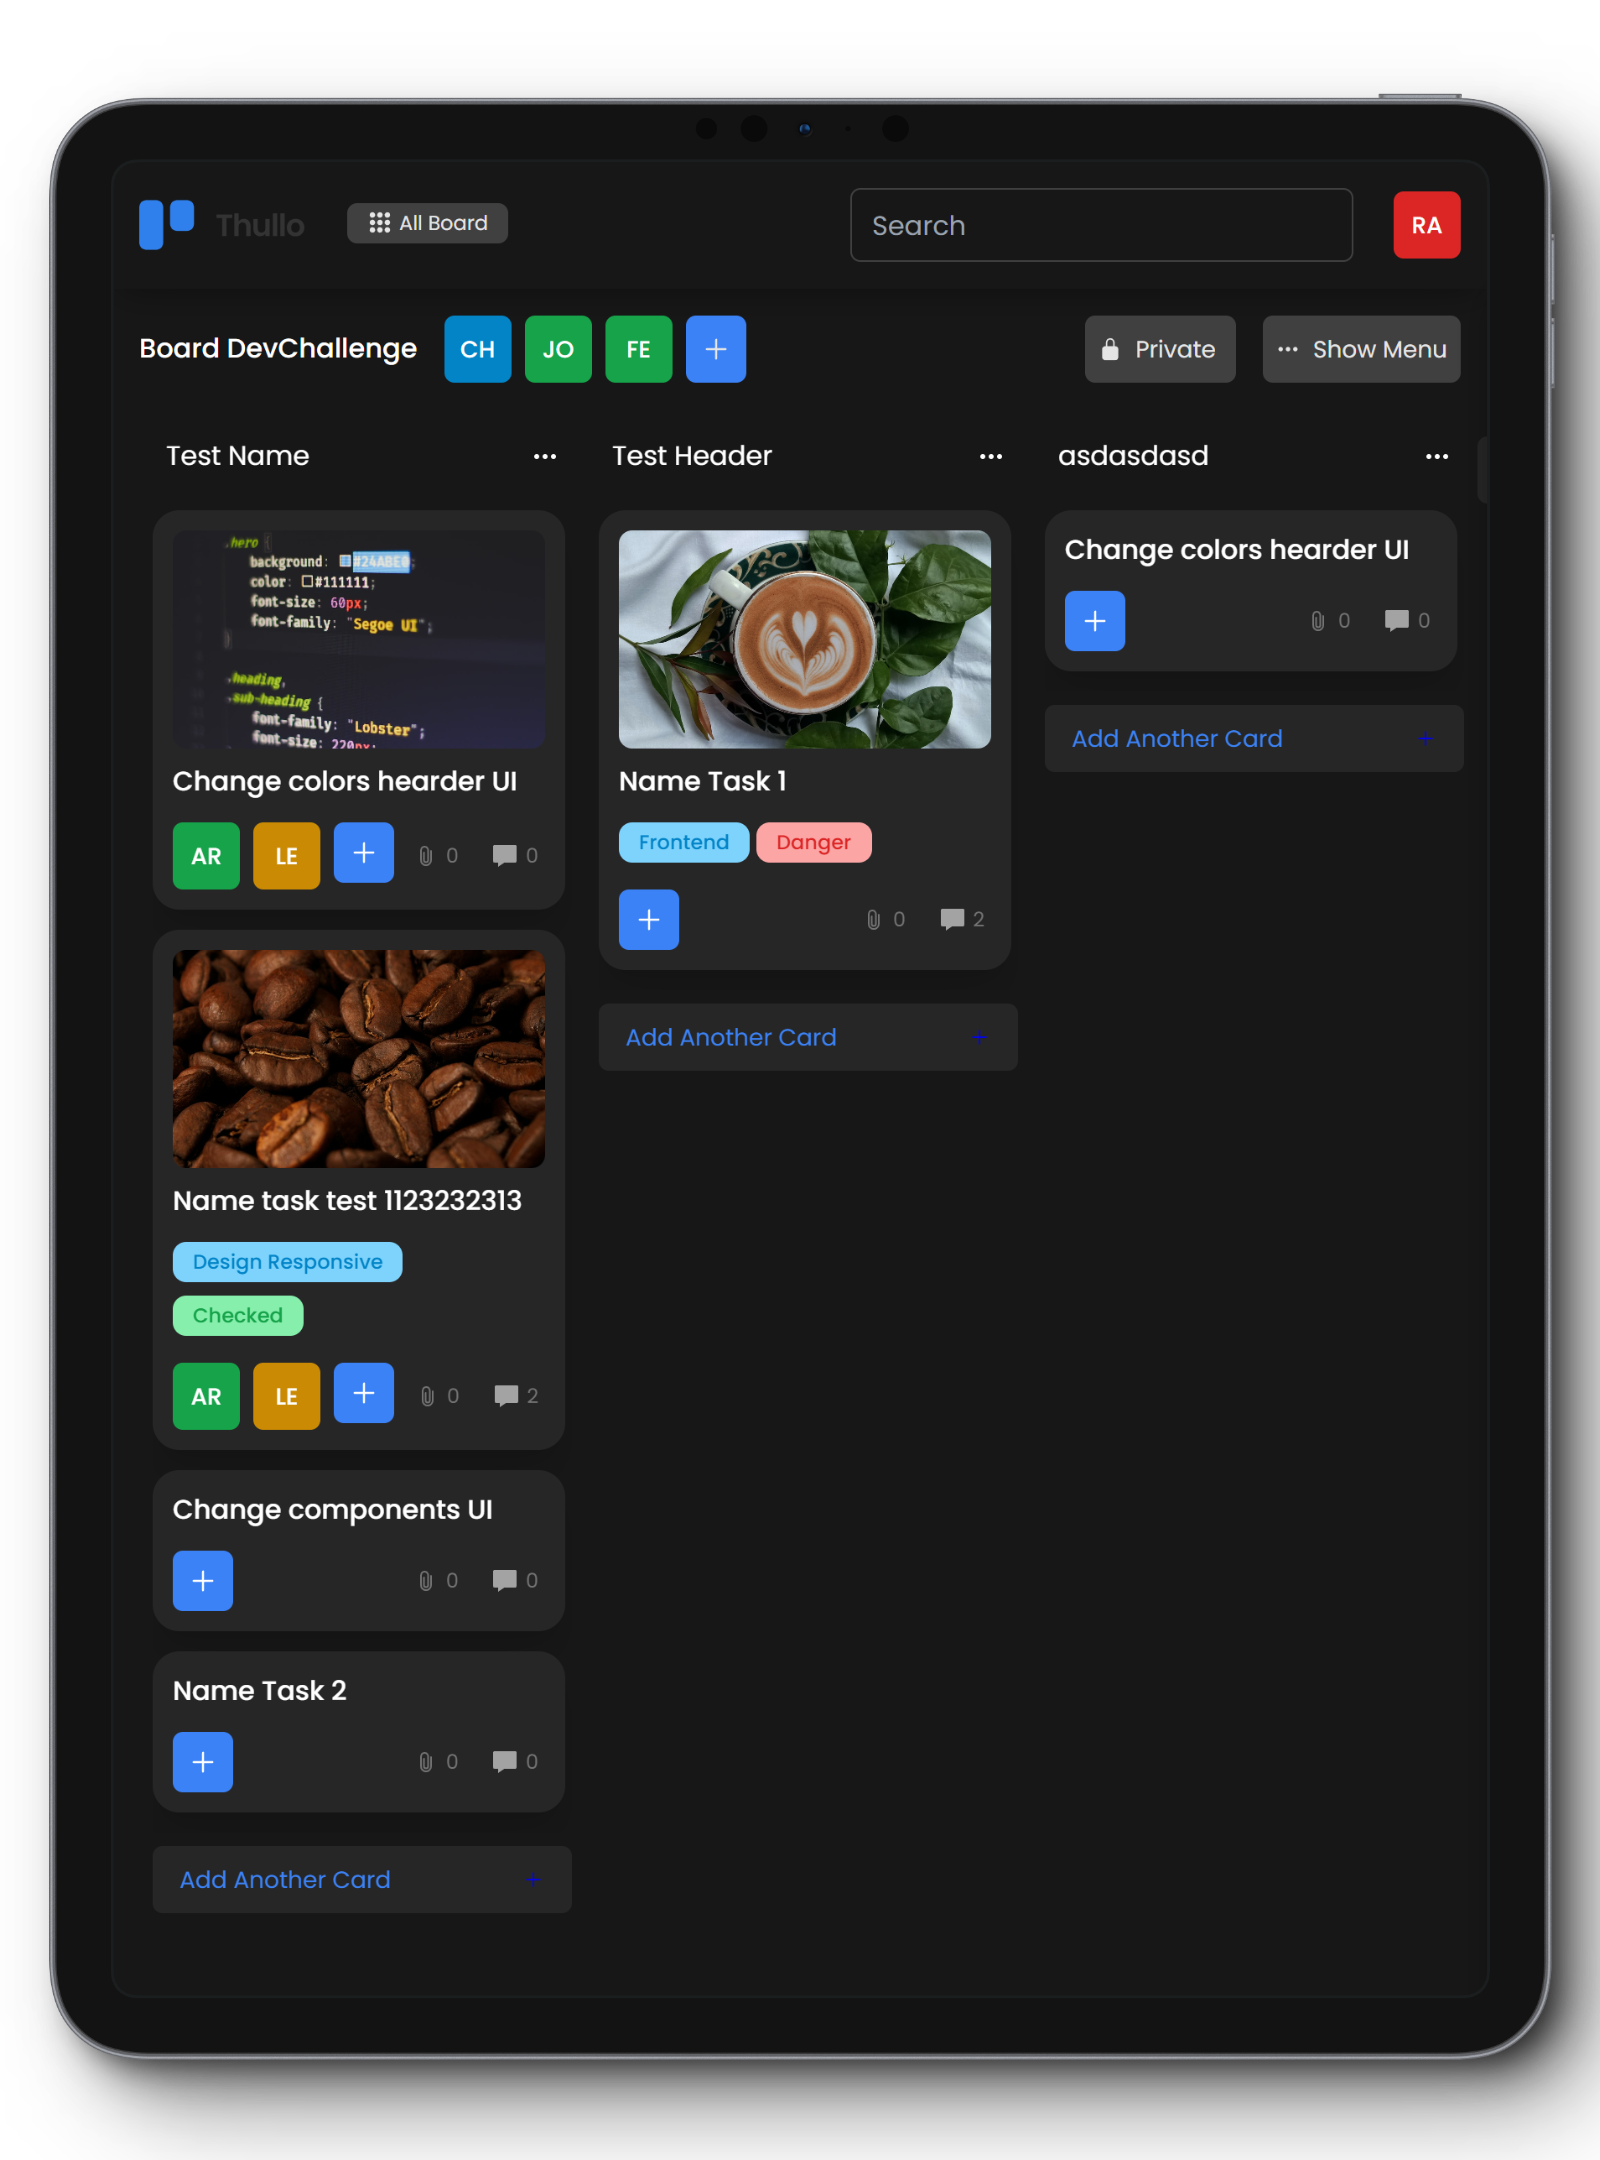 Thullo
All Board
Search
RA
Board DevChallenge
CH
JO
FE
Private
Show Menu
Test Name
.hero {
background: #24ABE0;
color: #111111;
font-size: 60px;
font-family: "Segoe UI";
}
.heading,
.sub-heading {
font-family: "Lobster";
font-size: 220px;
Change colors hearder UI
AR
LE
0
0
Name task test 1123232313
Design Responsive
Checked
AR
LE
0
2
Change components UI
0
0
Name Task 2
0
0
Add Another Card
Test Header
Name Task 1
Frontend
Danger
0
2
Add Another Card
asdasdasd
Change colors hearder UI
0
0
Add Another Card